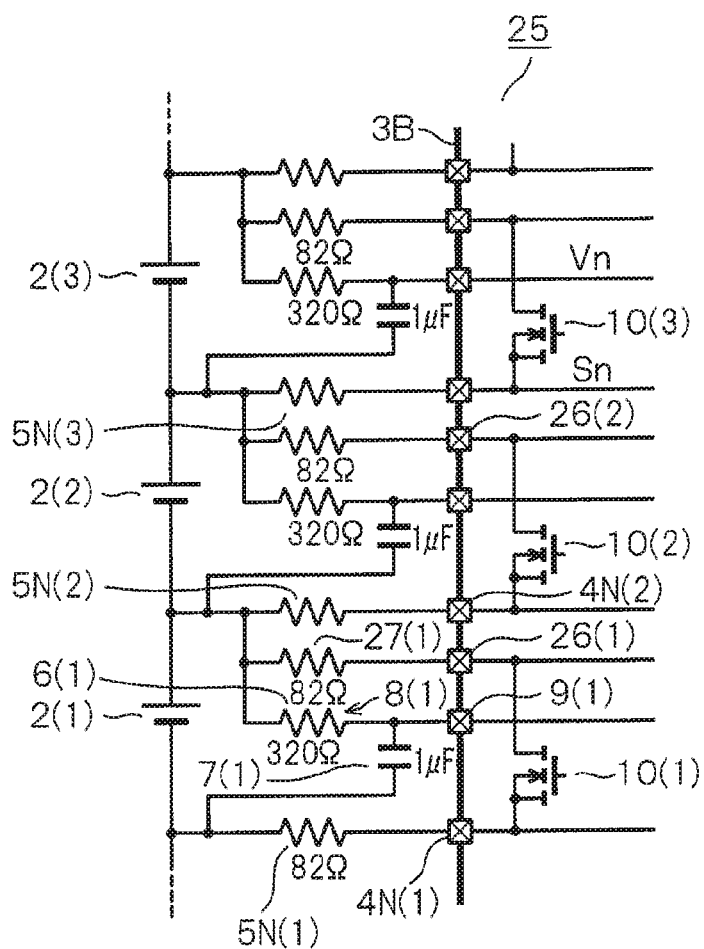 25
3B
82Ω
Vn
2(3)
320Ω
1μF
10(3)
Sn
5N(3)
26(2)
82Ω
2(2)
320Ω
1μF
10(2)
5N(2)
4N(2)
27(1)
26(1)
6(1)
82Ω
8(1)
9(1)
2(1)
320Ω
7(1)
1μF
10(1)
82Ω
4N(1)
5N(1)